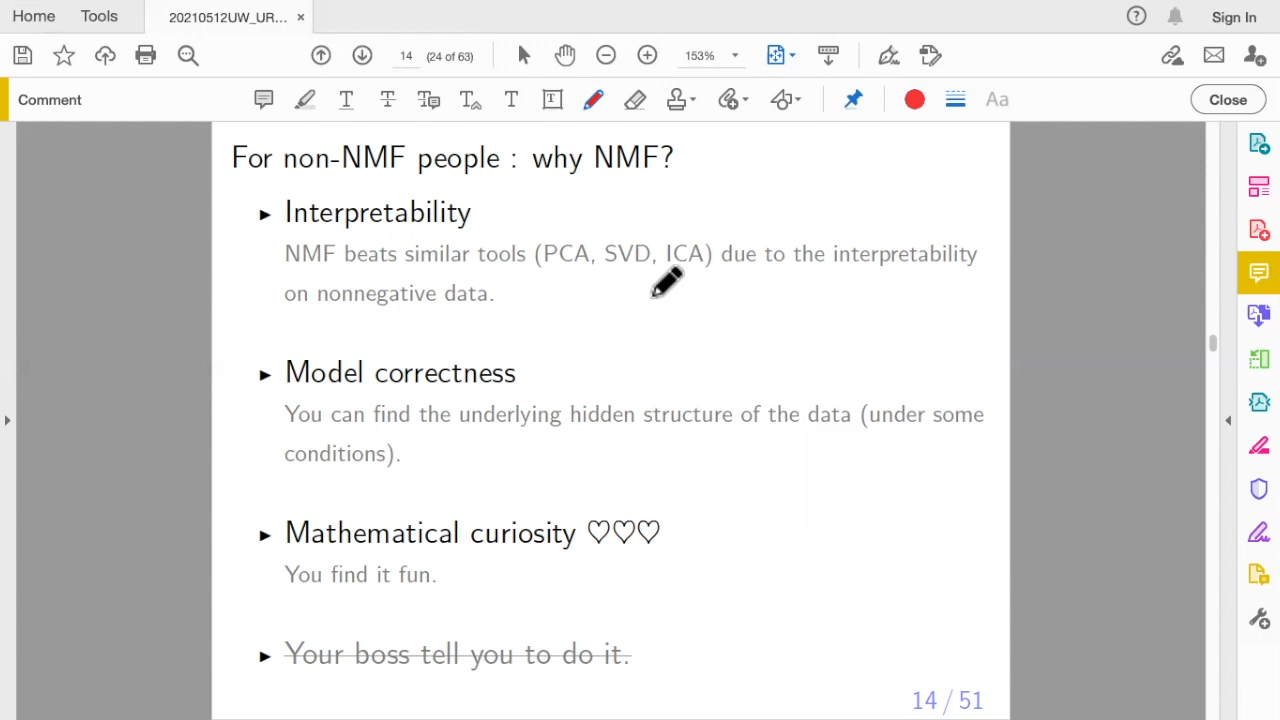 Home Tools 20210512UW_UR... × Sign In
14 (24 of 63) 153%
Comment Aa Close
For non-NMF people : why NMF?
► Interpretability
NMF beats similar tools (PCA, SVD, ICA) due to the interpretability
on nonnegative data.
► Model correctness
You can find the underlying hidden structure of the data (under some
conditions).
► Mathematical curiosity ♡♡♡
You find it fun.
► Your boss tell you to do it.
14 / 51